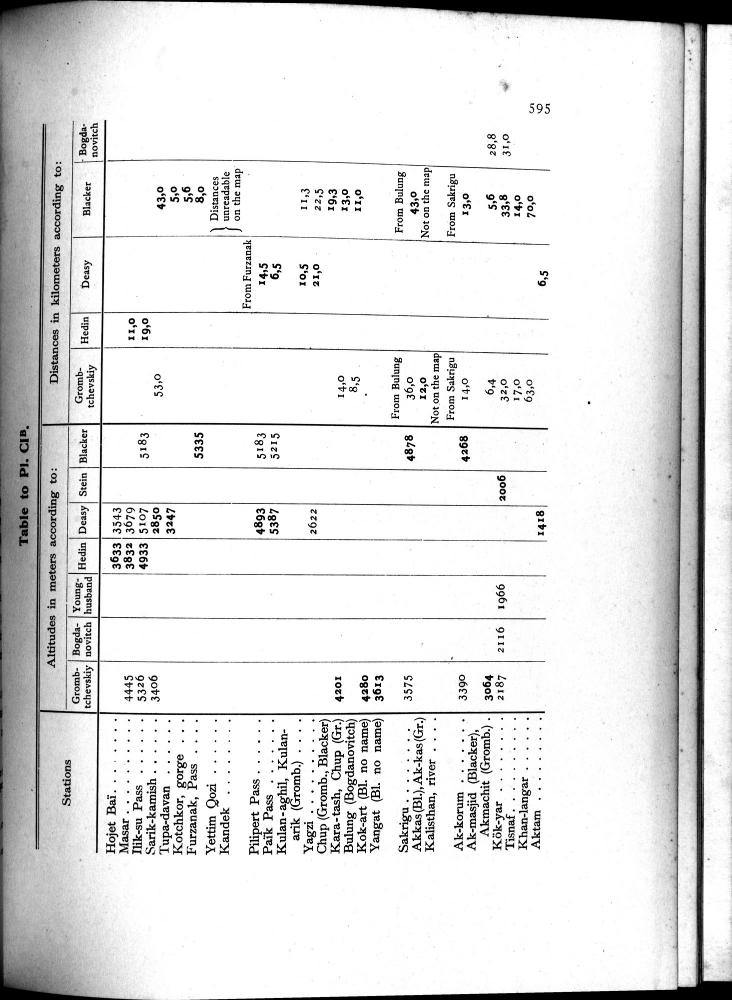 595
Table to Pl. CIᴮ.
Stations
Altitudes in meters according to:
Distances in kilometers according to:
Gromb-tchevskiy Bogda-novitch Young-husband Hedin Deasy Stein Blacker Gromb-tchevskiy Hedin Deasy Blacker Bogda-novitch
Hojet Baï 3633 3543
Masar 4445 3832 3679 11,0
Ilik-su Pass 5326 4933 5107 5183 19,0
Sarik-kamish 3406 2850 53,0 43,0
Tupa-davan 3247 5,0
Kotchkor, gorge 5,6
Furzanak, Pass 5335 8,0
Yettim Qozi Distances
Kandek unreadable
on the map
From Furzanak
Pilipert Pass 4893 5183 14,5
Païk Pass 5387 5215 6,5
Kulan-aghil, Kulan-
arik (Gromb.) 10,5 11,3
Yagzi 2622 21,0 22,5
Chup (Gromb., Blacker) 19,3
Kara-tash, Chup (Gr.) 4201 14,0 13,0
Bulung (Bogdanovitch) 8,5 11,0
Kok-art (Bl. no name) 4280
Yangat (Bl. no name) 3613
From Bulung From Bulung
Sakrigu 3575 4878 36,0 43,0
Akkas (Bl.), Ak-kas (Gr.) 12,0 Not on the map
Kalisthan, river Not on the map
From Sakrigu From Sakrigu
Ak-korum 3390 4268 14,0 13,0
Ak-masjid (Blacker),
Akmachit (Gromb.) 3064 6,4 5,6 28,8
Kök-yar 2187 2116 1966 2006 32,0 33,8 31,0
Tisnaf 17,0 14,0
Khan-langar 63,0 70,0
Aktam 1418 6,5